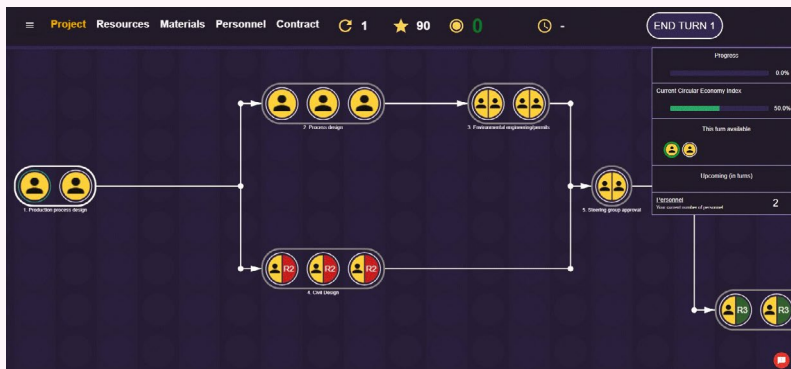 Project Resources Materials Personnel Contract 1 90 0 - END TURN 1
Progress
0.0%
Current Circular Economy Index
50.0%
This turn available
Upcoming (in turns)
Personnel
Your current number of personnel
2
2. Process design
3. Environmental engineering/permits
1. Production process design
5. Steering group approval
R2 R2 R2
4. Civil Design
R3 R3